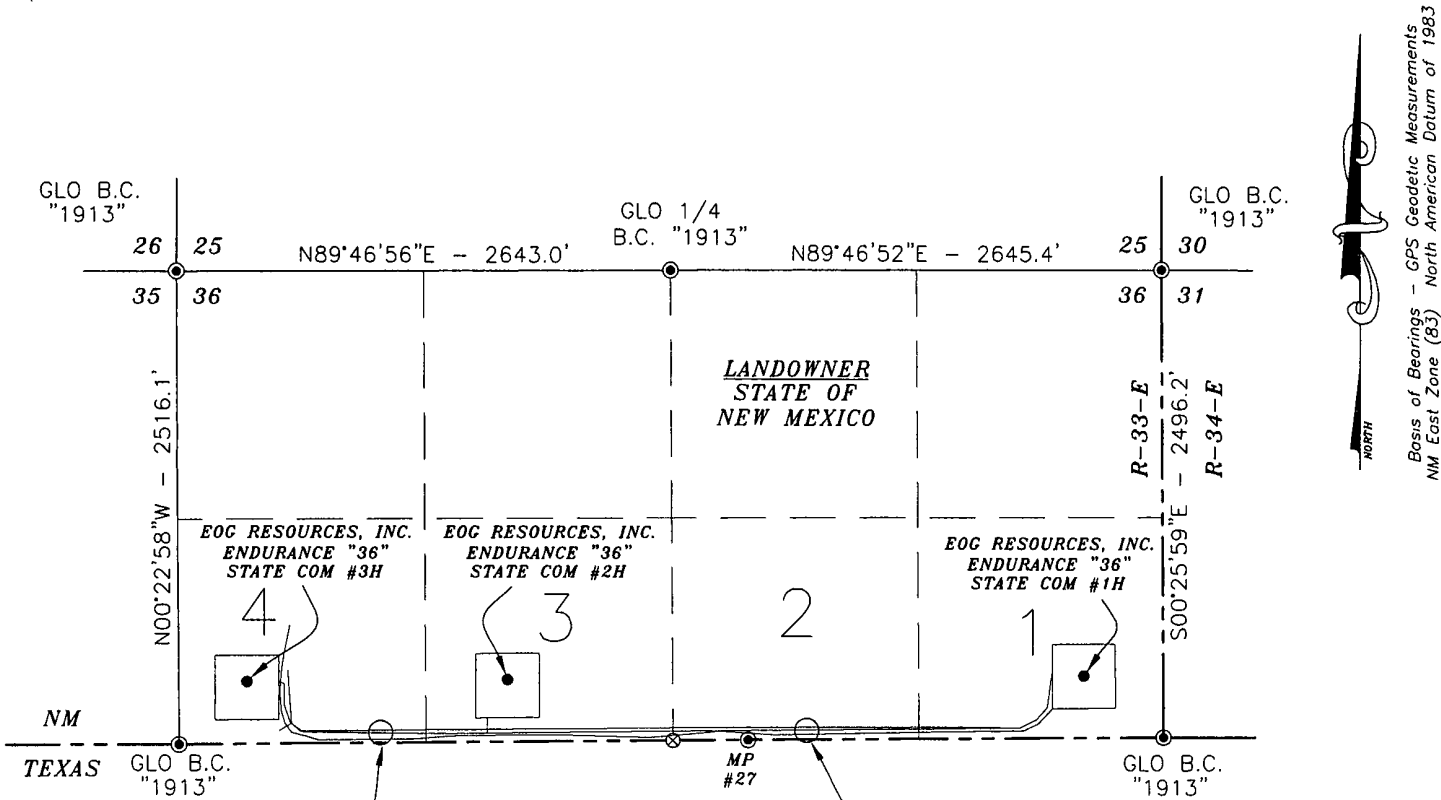 GLO B.C.
"1913"
GLO 1/4
B.C. "1913"
GLO B.C.
"1913"
26 25
N89°46'56"E - 2643.0'
N89°46'52"E - 2645.4'
25 30
35 36
36 31
LANDOWNER
STATE OF
NEW MEXICO
N00°22'58"W - 2516.1'
R-33-E
S00°25'59"E - 2496.2'
R-34-E
EOG RESOURCES, INC.
ENDURANCE "36"
STATE COM #3H
EOG RESOURCES, INC.
ENDURANCE "36"
STATE COM #2H
EOG RESOURCES, INC.
ENDURANCE "36"
STATE COM #1H
4
3
2
1
NM
TEXAS
GLO B.C.
"1913"
MP
#27
GLO B.C.
"1913"
NORTH
Basis of Bearings - GPS Geodetic Measurements
NM East Zone (83) North American Datum of 1983